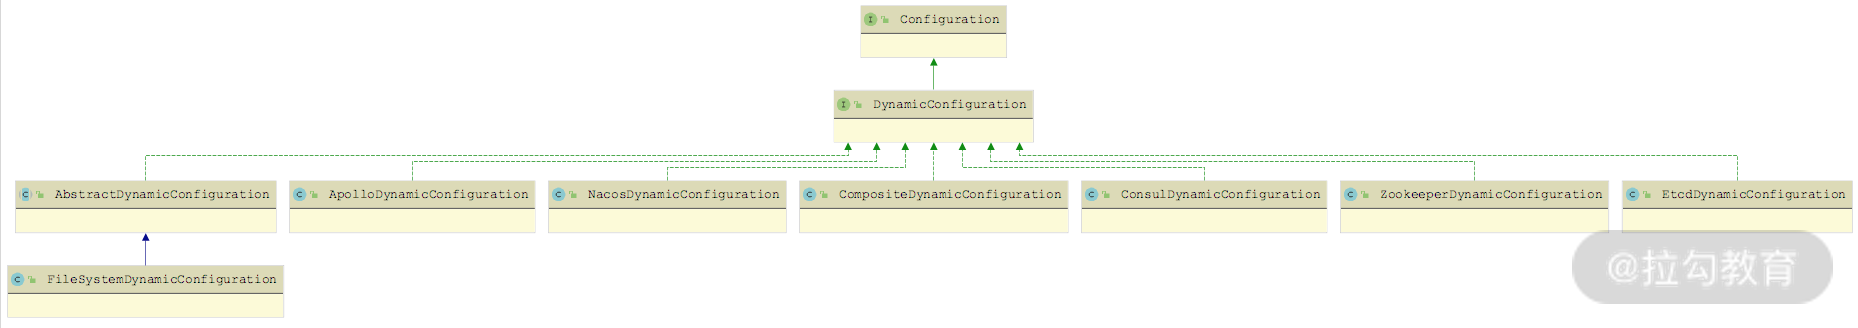 I Configuration
I DynamicConfiguration
C AbstractDynamicConfiguration
C ApolloDynamicConfiguration
C NacosDynamicConfiguration
C CompositeDynamicConfiguration
C ConsulDynamicConfiguration
C ZookeeperDynamicConfiguration
C EtcdDynamicConfiguration
C FileSystemDynamicConfiguration
@拉勾教育